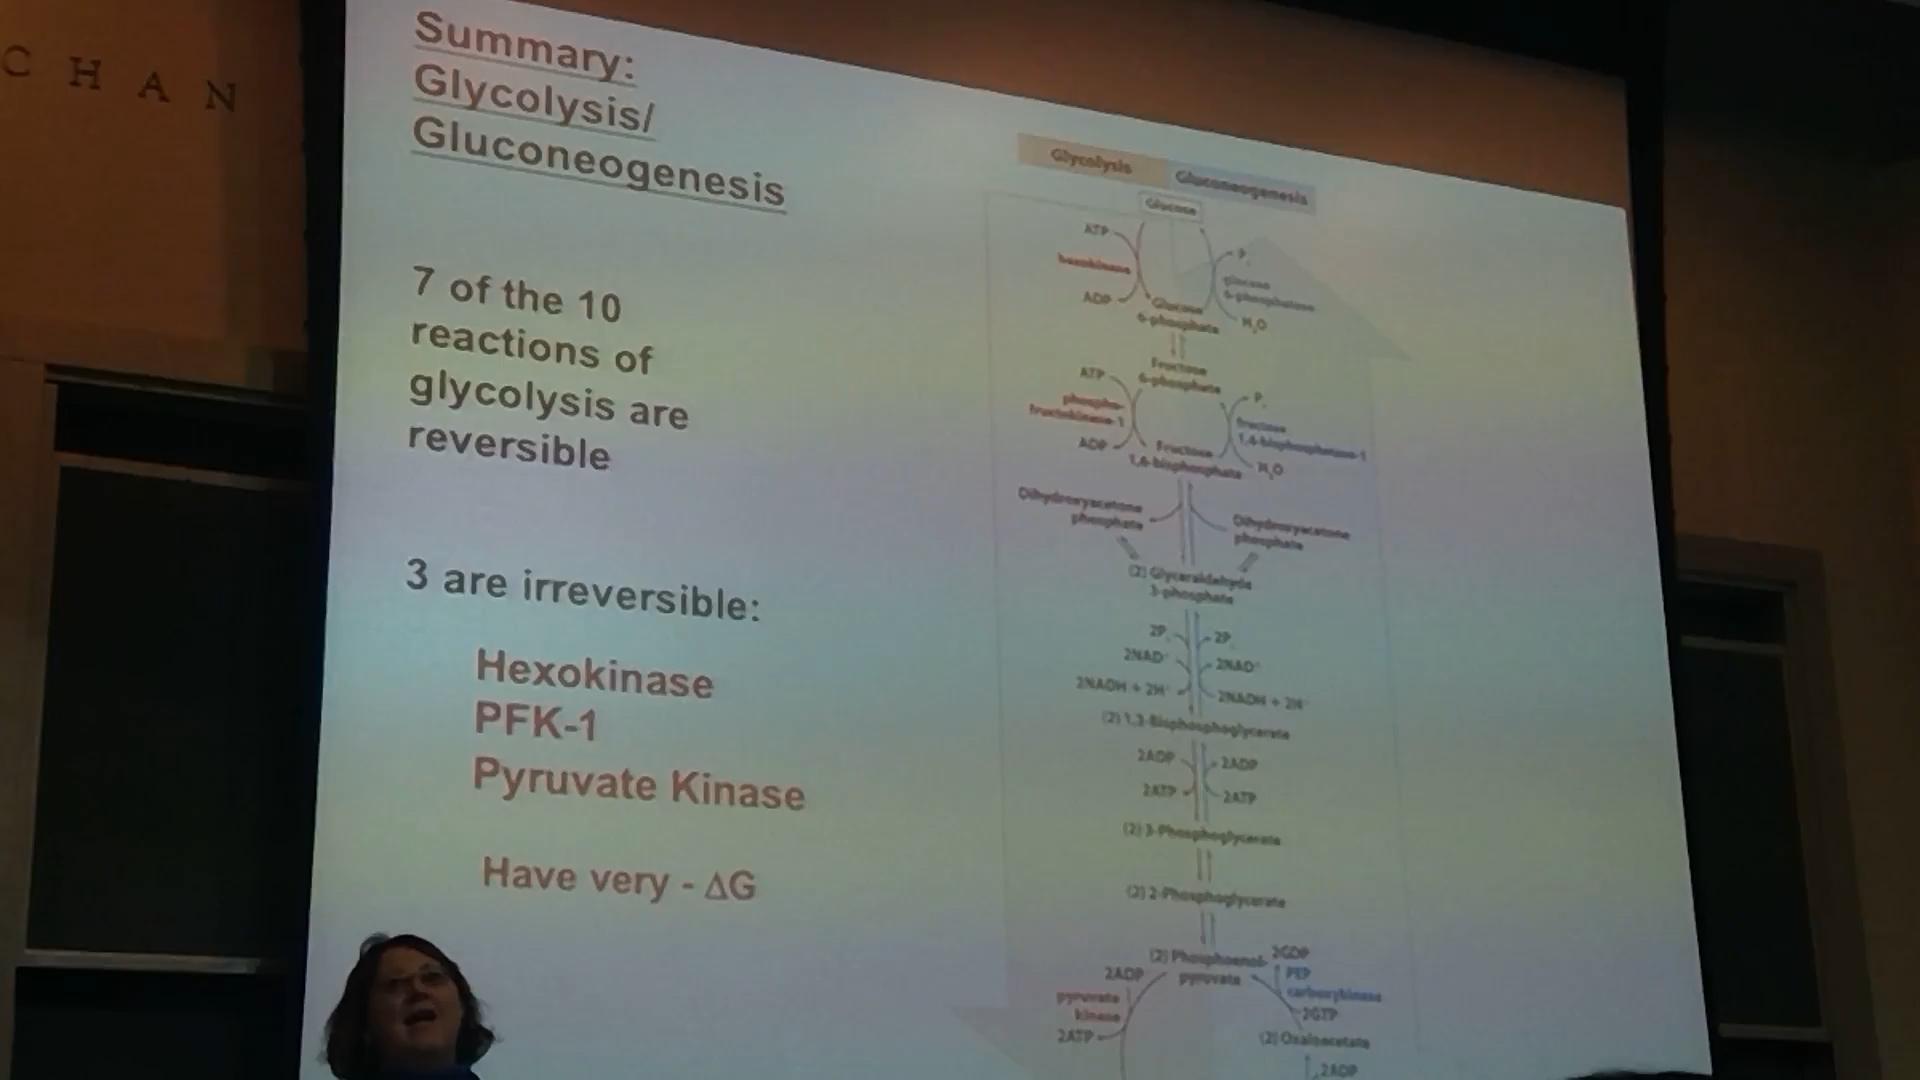 CHAN
Summary:
Glycolysis/
Gluconeogenesis
7 of the 10
reactions of
glycolysis are
reversible
3 are irreversible:
Hexokinase
PFK-1
Pyruvate Kinase
Have very - ΔG
Glycolysis
Gluconeogenesis
Glucose
ATP
hexokinase
ADP
Pᵢ
glucose
6-phosphatase
H₂O
Glucose
6-phosphate
Fructose
6-phosphate
ATP
phospho-
fructokinase-1
ADP
Pᵢ
fructose
1,6-bisphosphatase-1
H₂O
Fructose
1,6-bisphosphate
Dihydroxyacetone
phosphate
Dihydroxyacetone
phosphate
(2) Glyceraldehyde
3-phosphate
2Pᵢ
2Pᵢ
2NAD⁺
2NAD⁺
2NADH + 2H⁺
2NADH + 2H⁺
(2) 1,3-Bisphosphoglycerate
2ADP
2ADP
2ATP
2ATP
(2) 3-Phosphoglycerate
(2) 2-Phosphoglycerate
(2) Phosphoenol-
pyruvate
2ADP
pyruvate
kinase
2ATP
2GDP
PEP
carboxykinase
2GTP
(2) Oxaloacetate
2ADP